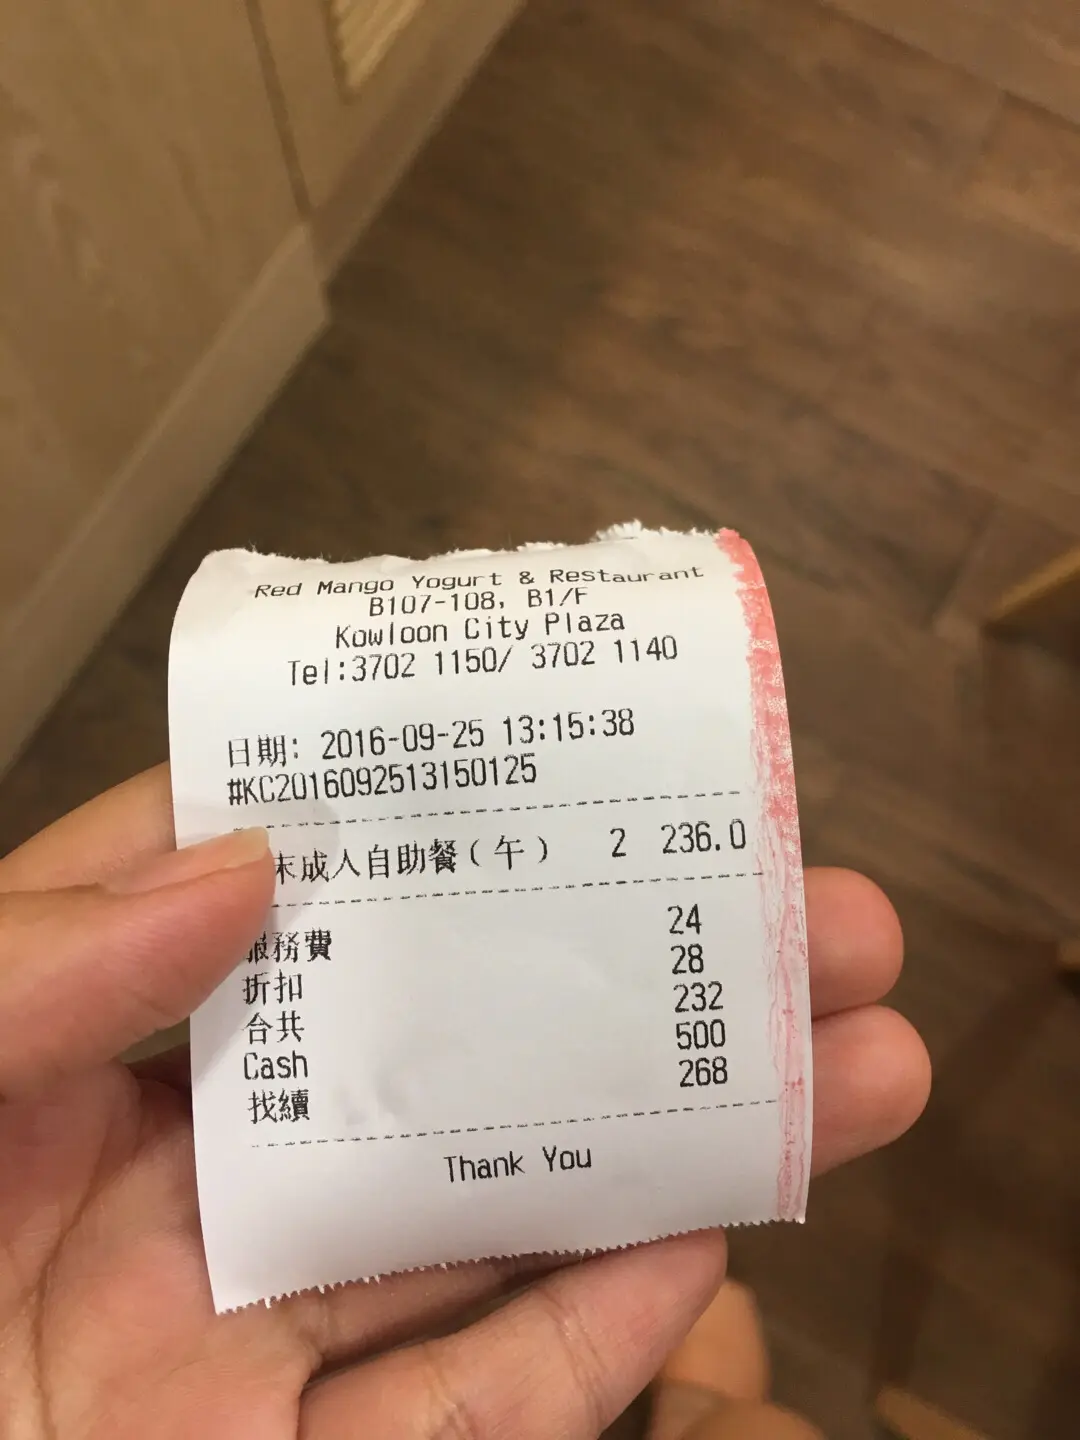 Red Mango Yogurt & Restaurant
B107-108, B1/F
Kowloon City Plaza
Tel:3702 1150/ 3702 1140
日期: 2016-09-25 13:15:38
#KC2016092513150125
末成人自助餐(午) 2 236.0
服務費 24
折扣 28
合共 232
Cash 500
找續 268
Thank You